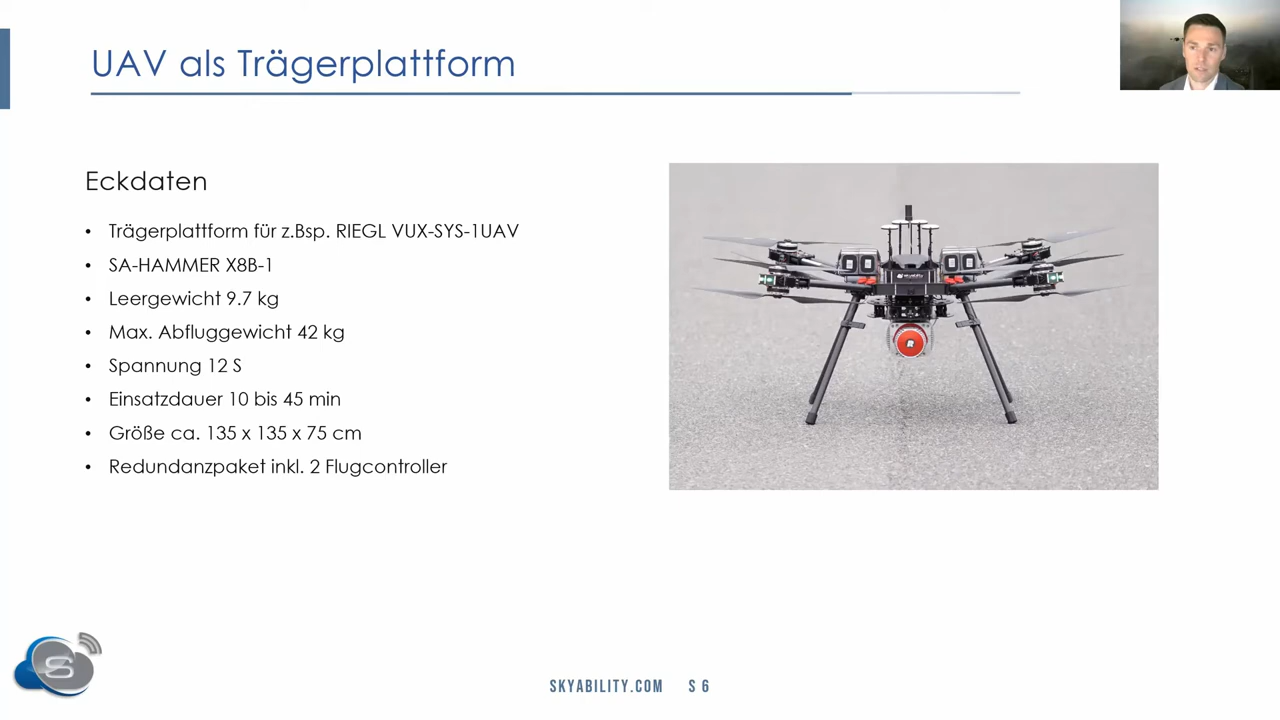 UAV als Trägerplattform
Eckdaten
• Trägerplattform für z.Bsp. RIEGL VUX-SYS-1UAV
• SA-HAMMER X8B-1
• Leergewicht 9.7 kg
• Max. Abfluggewicht 42 kg
• Spannung 12 S
• Einsatzdauer 10 bis 45 min
• Größe ca. 135 x 135 x 75 cm
• Redundanzpaket inkl. 2 Flugcontroller
skyability
R
S
SKYABILITY.COM S 6